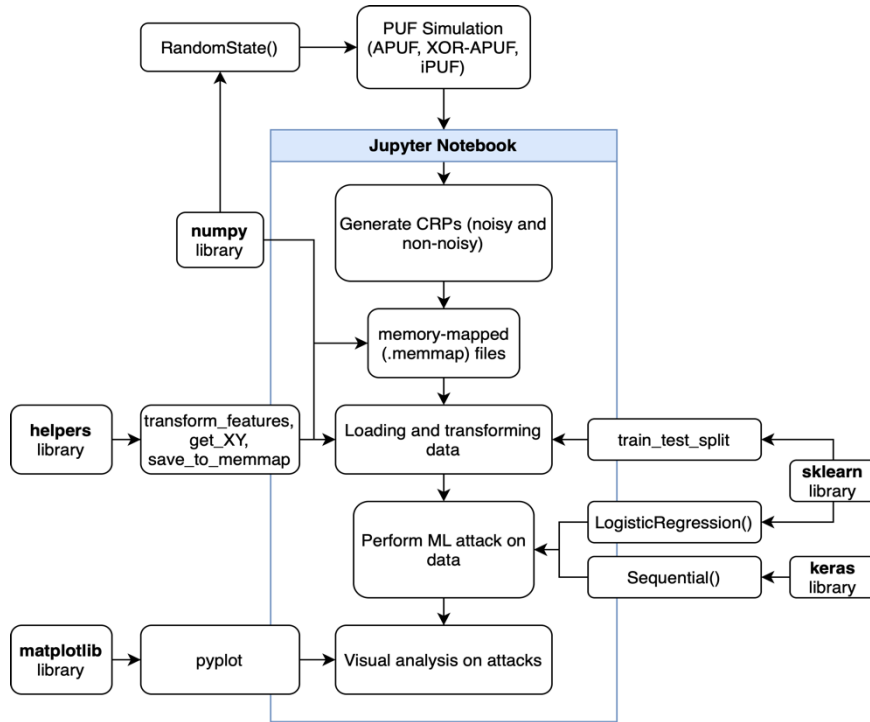 PUF Simulation
(APUF, XOR-APUF,
iPUF)
RandomState()
Jupyter Notebook
Generate CRPs (noisy and
non-noisy)
numpy
library
memory-mapped
(.memmap) files
helpers
library
transform_features,
get_XY,
save_to_memmap
Loading and transforming
data
train_test_split
sklearn
library
LogisticRegression()
Perform ML attack on
data
Sequential()
keras
library
matplotlib
library
pyplot
Visual analysis on attacks